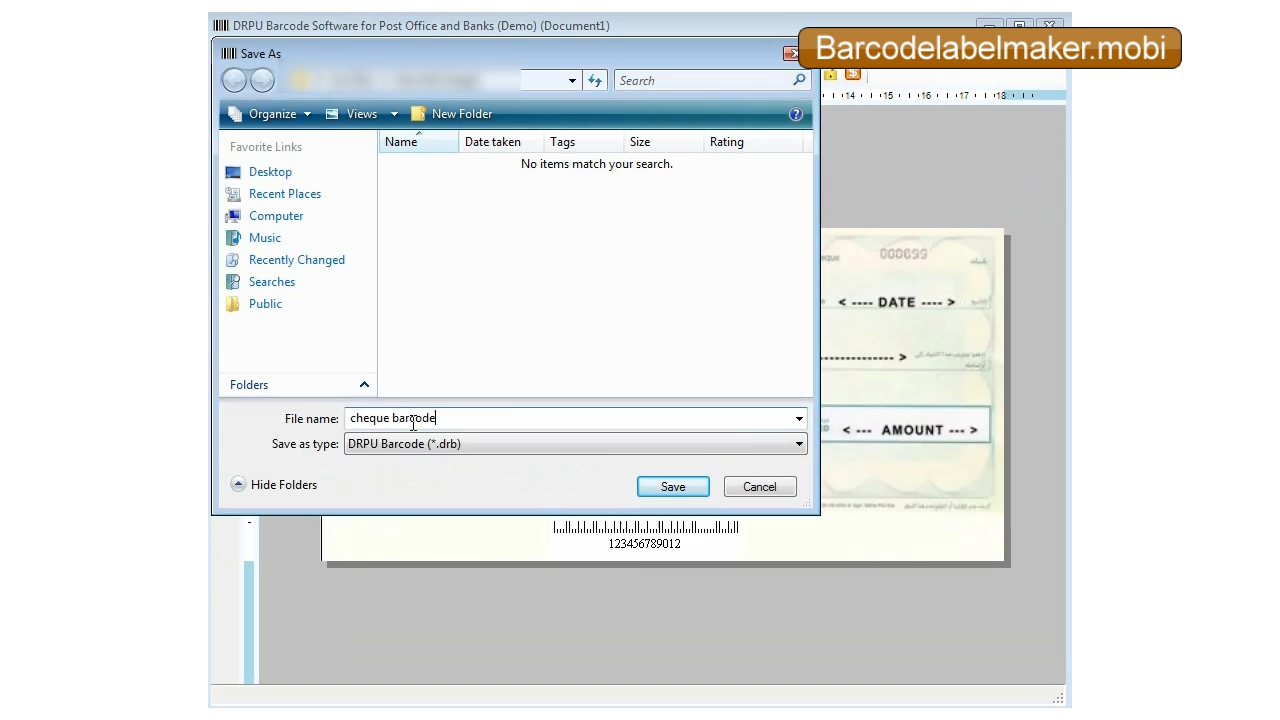 DRPU Barcode Software for Post Office and Banks (Demo) (Document1)
Barcodelabelmaker.mobi
Save As
Search
Organize Views New Folder
14 15 16 17 18
Favorite Links
Name Date taken Tags Size Rating
No items match your search.
Desktop
Recent Places
Computer
Music
Recently Changed
Searches
Public
Folders
000699
< ---- DATE ---- >
-------------- >
< --- AMOUNT --- >
File name: cheque barcode
Save as type: DRPU Barcode (*.drb)
Hide Folders
Save Cancel
123456789012